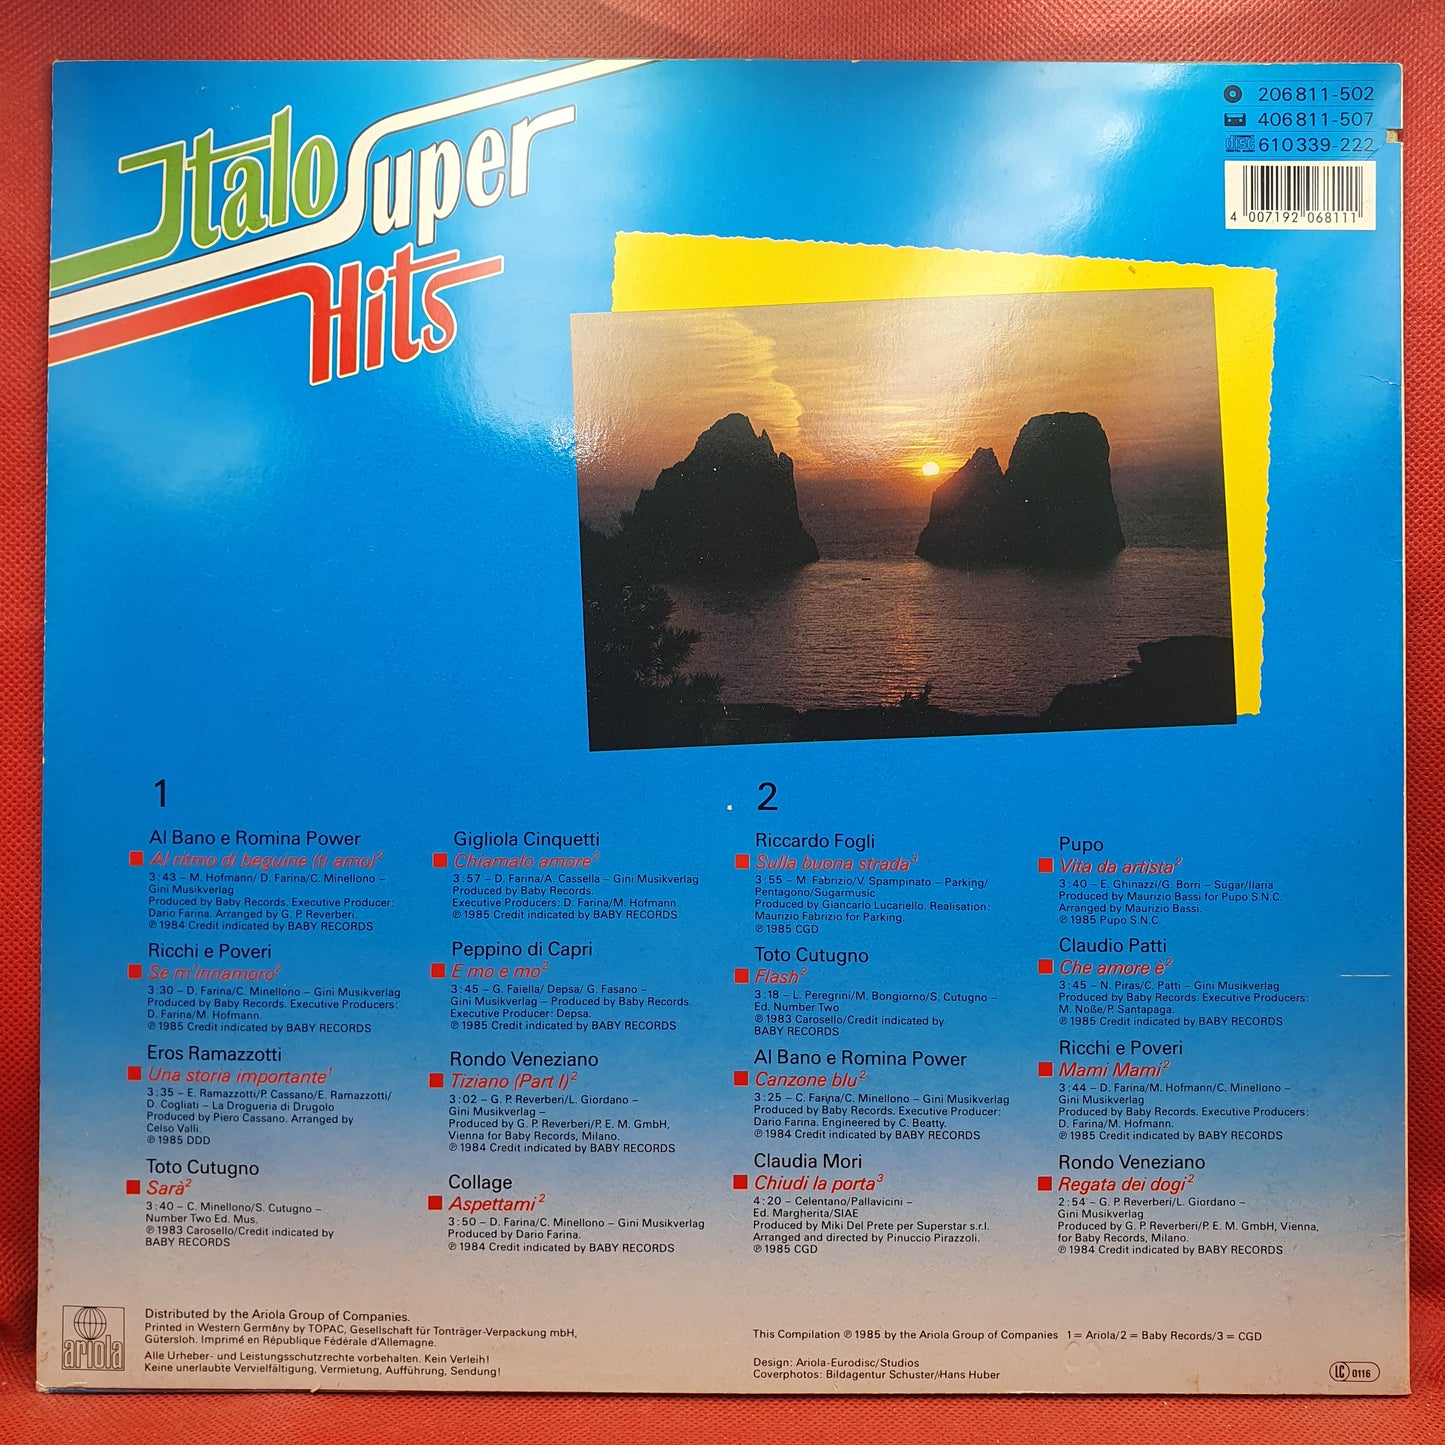 Italo Super
Hits
206811-502
406811-507
disc 610339-222
4 007192 068111
1
Al Bano e Romina Power
Al ritmo di beguine (ti amo)²
3:43 – M. Hofmann/ D. Farina/C. Minellono –
Gini Musikverlag
Produced by Baby Records. Executive Producer:
Dario Farina. Arranged by G. P. Reverberi.
℗ 1984 Credit indicated by BABY RECORDS
Ricchi e Poveri
Se m'innamoro²
3:30 – D. Farina/C. Minellono – Gini Musikverlag
Produced by Baby Records. Executive Producers:
D. Farina/M. Hofmann.
℗ 1985 Credit indicated by BABY RECORDS
Eros Ramazzotti
Una storia importante¹
3:35 – E. Ramazzotti/P. Cassano/E. Ramazzotti/
D. Cogliati – La Drogueria di Drugolo
Produced by Piero Cassano. Arranged by
Celso Valli.
℗ 1985 DDD
Toto Cutugno
Sarà²
3:40 – C. Minellono/S. Cutugno –
Number Two Ed. Mus.
℗ 1983 Carosello/Credit indicated by
BABY RECORDS
Gigliola Cinquetti
Chiamalo amore²
3:57 – D. Farina/A. Cassella – Gini Musikverlag
Produced by Baby Records.
Executive Producers: D. Farina/M. Hofmann.
℗ 1985 Credit indicated by BABY RECORDS
Peppino di Capri
E mo e mo²
3:45 – G. Faiella/ Depsa/ G. Fasano –
Gini Musikverlag – Produced by Baby Records.
Executive Producer: Depsa.
℗ 1985 Credit indicated by BABY RECORDS
Rondo Veneziano
Tiziano (Part I)²
3:02 – G. P. Reverberi/L. Giordano –
Gini Musikverlag –
Produced by G. P. Reverberi/P. E. M. GmbH,
Vienna for Baby Records, Milano.
℗ 1984 Credit indicated by BABY RECORDS
Collage
Aspettami²
3:50 – D. Farina/C. Minellono – Gini Musikverlag
Produced by Dario Farina.
℗ 1984 Credit indicated by BABY RECORDS
2
Riccardo Fogli
Sulla buona strada³
3:55 – M. Fabrizio/V. Spampinato – Parking/
Pentagono/Sugarmusic
Produced by Giancarlo Lucariello. Realisation:
Maurizio Fabrizio for Parking.
℗ 1985 CGD
Toto Cutugno
Flash²
3:18 – L. Peregrini/M. Bongiorno/S. Cutugno –
Ed. Number Two
℗ 1983 Carosello/Credit indicated by
BABY RECORDS
Al Bano e Romina Power
Canzone blu²
3:25 – C. Farina/C. Minellono – Gini Musikverlag
Produced by Baby Records. Executive Producer:
Dario Farina. Engineered by C. Beatty.
℗ 1984 Credit indicated by BABY RECORDS
Claudia Mori
Chiudi la porta³
4:20 – Celentano/Pallavicini –
Ed. Margherita/SIAE
Produced by Miki Del Prete per Superstar s.r.l.
Arranged and directed by Pinuccio Pirazzoli.
℗ 1985 CGD
Pupo
Vita da artista²
3:40 – E. Ghinazzi/G. Borri – Sugar/Ilaria
Produced by Maurizio Bassi for Pupo S.N.C.
Arranged by Maurizio Bassi.
℗ 1985 Pupo S.N.C.
Claudio Patti
Che amore è²
3:45 – N. Piras/C. Patti – Gini Musikverlag
Produced by Baby Records. Executive Producers:
M. Noße/P. Santapaga.
℗ 1985 Credit indicated by BABY RECORDS
Ricchi e Poveri
Mami Mami²
3:44 – D. Farina/M. Hofmann/C. Minellono –
Gini Musikverlag
Produced by Baby Records. Executive Producers:
D. Farina/M. Hofmann.
℗ 1985 Credit indicated by BABY RECORDS
Rondo Veneziano
Regata dei dogi²
2:54 – G. P. Reverberi/L. Giordano –
Gini Musikverlag
Produced by G. P. Reverberi/P. E. M. GmbH, Vienna,
for Baby Records, Milano.
℗ 1984 Credit indicated by BABY RECORDS
ariola
Distributed by the Ariola Group of Companies.
Printed in Western Germany by TOPAC, Gesellschaft für Tonträger-Verpackung mbH,
Gütersloh. Imprimé en République Fédérale d'Allemagne.
Alle Urheber- und Leistungsschutzrechte vorbehalten. Kein Verleih!
Keine unerlaubte Vervielfältigung, Vermietung, Aufführung, Sendung!
This Compilation ℗ 1985 by the Ariola Group of Companies 1 = Ariola/2 = Baby Records/3 = CGD
Design: Ariola-Eurodisc/Studios
Coverphotos: Bildagentur Schuster/Hans Huber
LC 0116